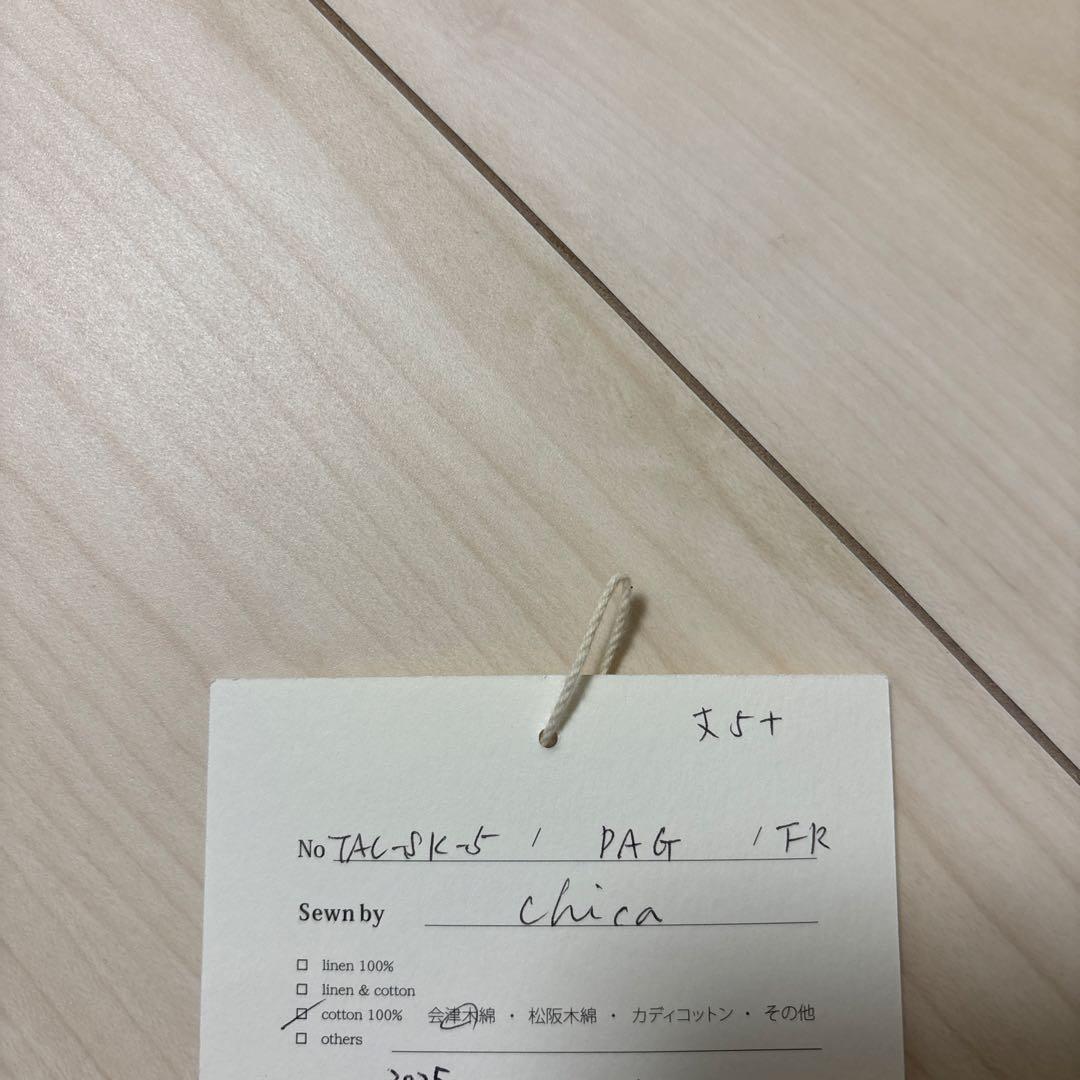 丈5+
No TAC-SK-5 / PAG / FR
Sewn by chica
□ linen 100%
□ linen & cotton
□ cotton 100% 会津木綿 ・ 松阪木綿 ・ カディコットン ・ その他
□ others
2025